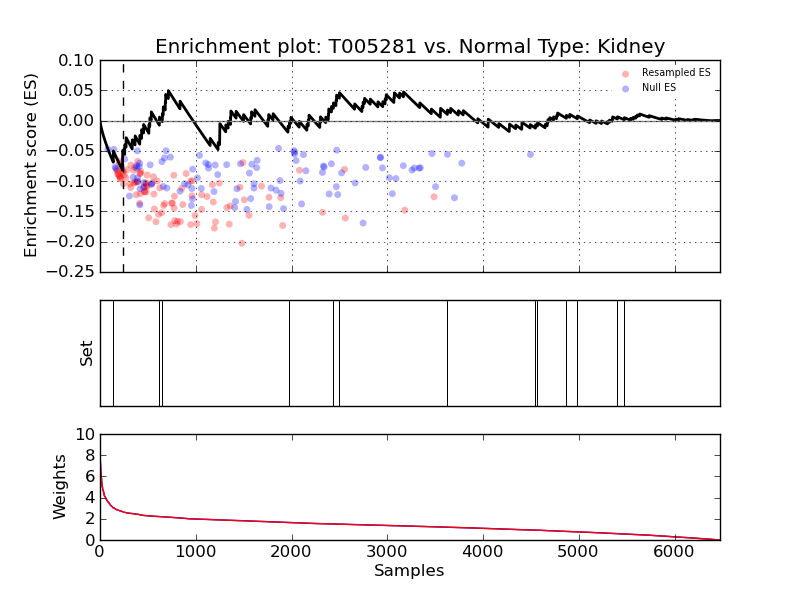 Enrichment plot: T005281 vs. Normal Type: Kidney
Enrichment score (ES)
0.10
0.05
0.00
−0.05
−0.10
−0.15
−0.20
−0.25
Resampled ES
Null ES
Set
Weights
10
8
6
4
2
0
0 1000 2000 3000 4000 5000 6000
Samples